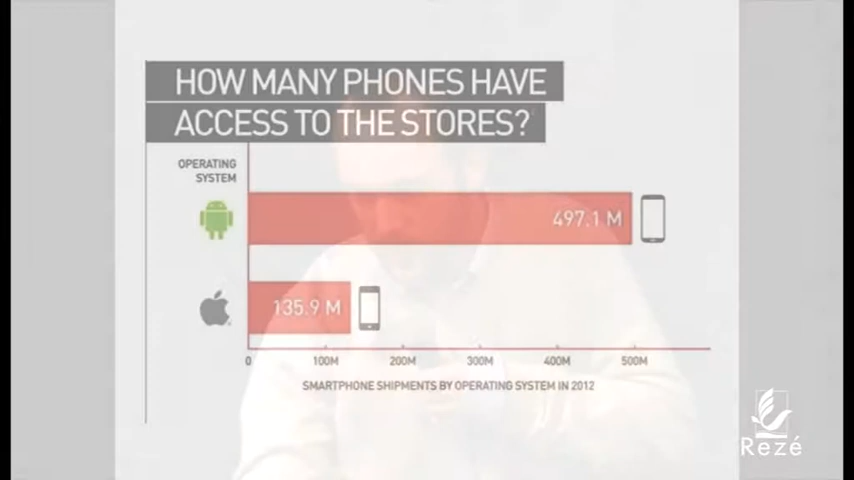 HOW MANY PHONES HAVE
ACCESS TO THE STORES?
OPERATING
SYSTEM
497.1 M
135.9 M
0 100M 200M 300M 400M 500M
SMARTPHONE SHIPMENTS BY OPERATING SYSTEM IN 2012
Rezé